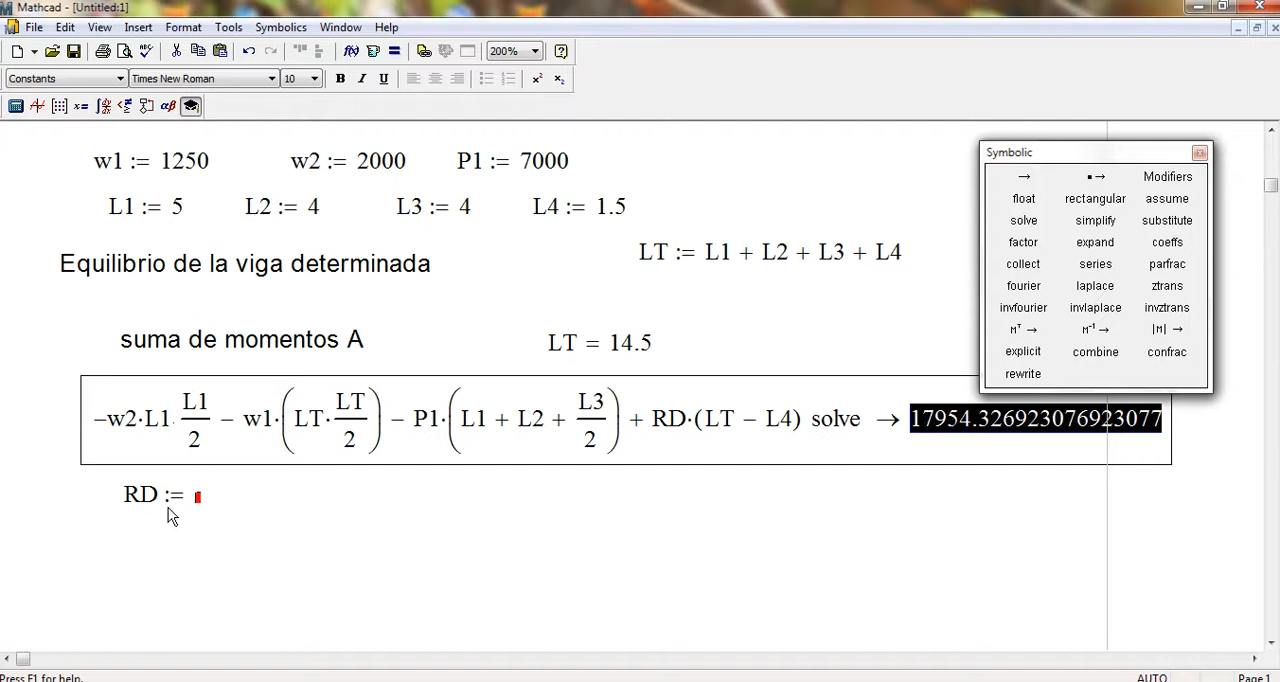 Mathcad - [Untitled:1]
File Edit View Insert Format Tools Symbolics Window Help
200%
Constants Times New Roman 10 B I U
w1 := 1250 w2 := 2000 P1 := 7000
L1 := 5 L2 := 4 L3 := 4 L4 := 1.5
Equilibrio de la viga determinada
LT := L1 + L2 + L3 + L4
suma de momentos A
LT = 14.5
−w2·L1·L1/2 − w1·(LT·LT/2) − P1·(L1 + L2 + L3/2) + RD·(LT − L4) solve → 17954.326923076923077
RD :=
Symbolic
→ ▪ → Modifiers
float rectangular assume
solve simplify substitute
factor expand coeffs
collect series parfrac
fourier laplace ztrans
invfourier invlaplace invztrans
Mᵀ → M⁻¹ → |M| →
explicit combine confrac
rewrite
Press F1 for help.
AUTO
Page 1